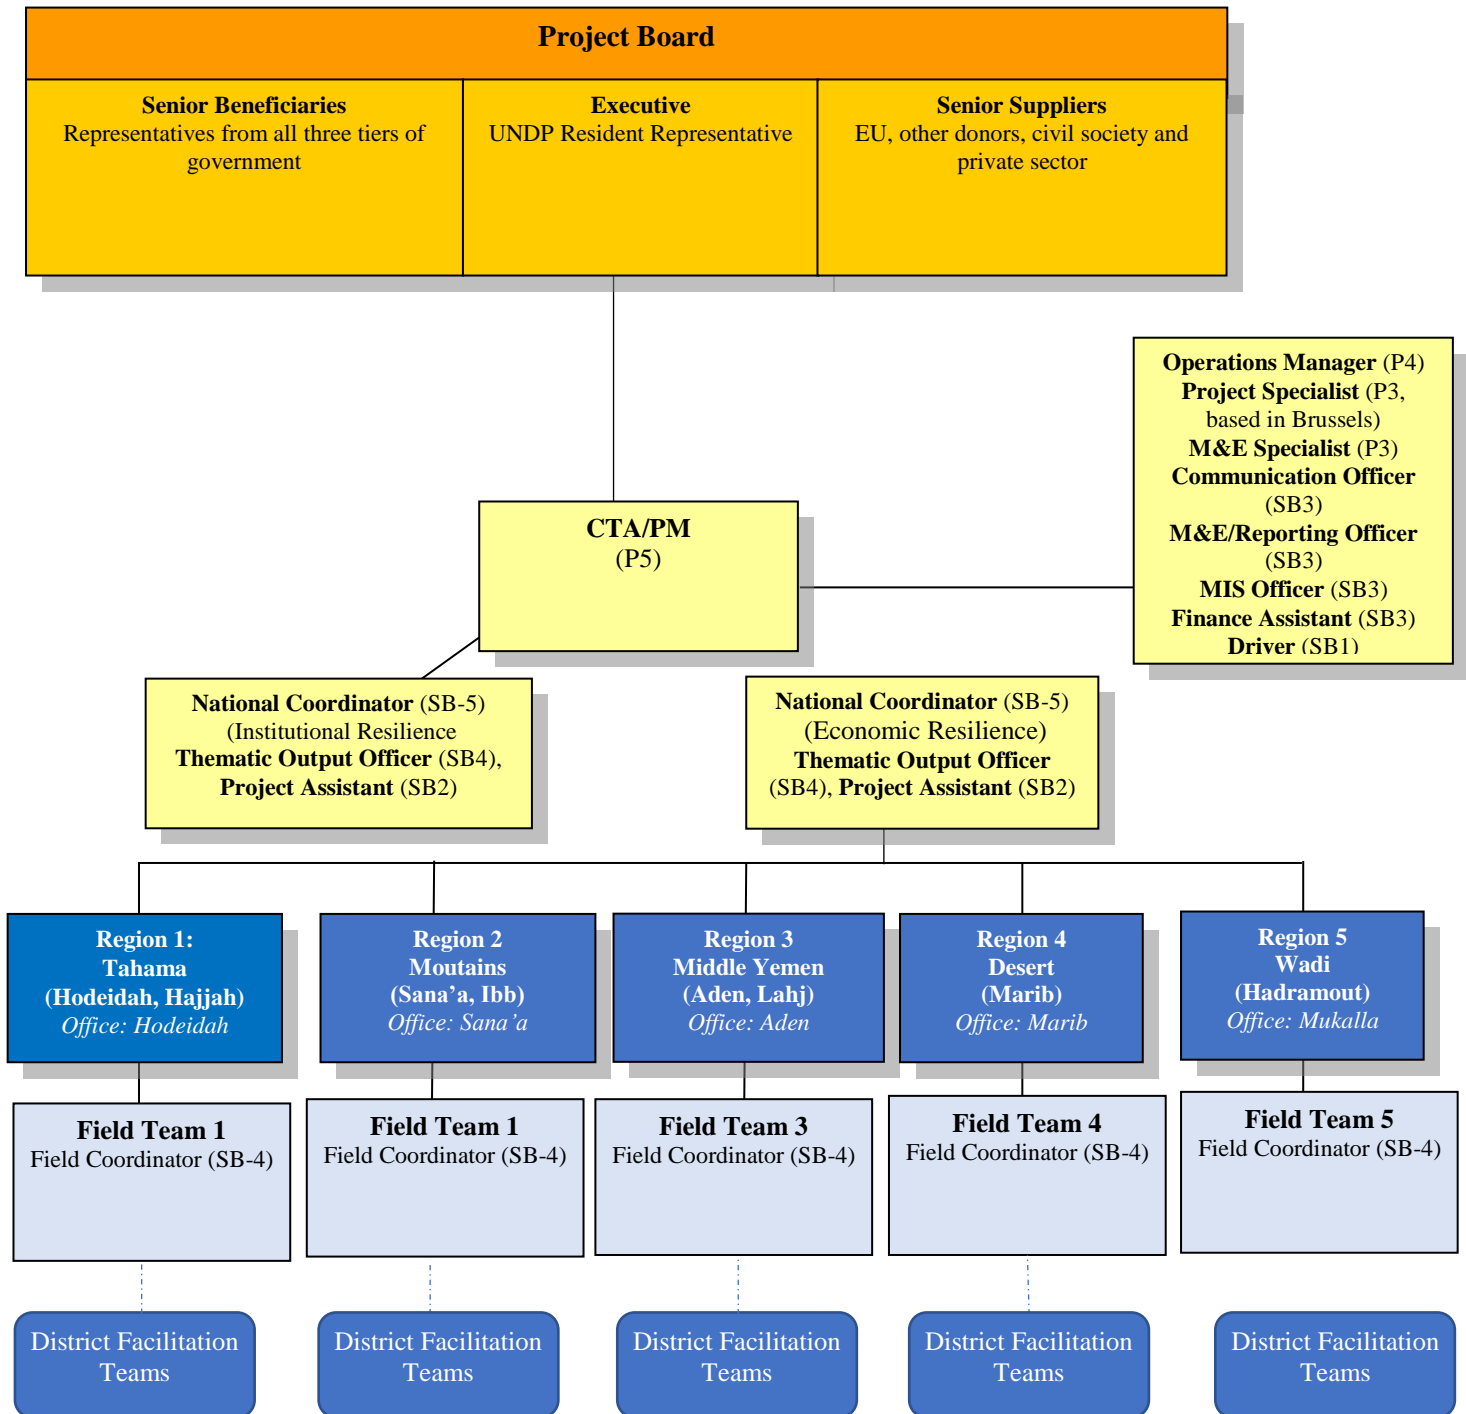 Project Board
Senior Beneficiaries
Representatives from all three tiers of
government
Executive
UNDP Resident Representative
Senior Suppliers
EU, other donors, civil society and
private sector
Operations Manager (P4)
Project Specialist (P3,
based in Brussels)
M&E Specialist (P3)
Communication Officer
(SB3)
M&E/Reporting Officer
(SB3)
MIS Officer (SB3)
Finance Assistant (SB3)
Driver (SB1)
CTA/PM
(P5)
National Coordinator (SB-5)
(Institutional Resilience
Thematic Output Officer (SB4),
Project Assistant (SB2)
National Coordinator (SB-5)
(Economic Resilience)
Thematic Output Officer
(SB4), Project Assistant (SB2)
Region 1:
Tahama
(Hodeidah, Hajjah)
Office: Hodeidah
Region 2
Moutains
(Sana’a, Ibb)
Office: Sana’a
Region 3
Middle Yemen
(Aden, Lahj)
Office: Aden
Region 4
Desert
(Marib)
Office: Marib
Region 5
Wadi
(Hadramout)
Office: Mukalla
Field Team 1
Field Coordinator (SB-4)
Field Team 1
Field Coordinator (SB-4)
Field Team 3
Field Coordinator (SB-4)
Field Team 4
Field Coordinator (SB-4)
Field Team 5
Field Coordinator (SB-4)
District Facilitation
Teams
District Facilitation
Teams
District Facilitation
Teams
District Facilitation
Teams
District Facilitation
Teams